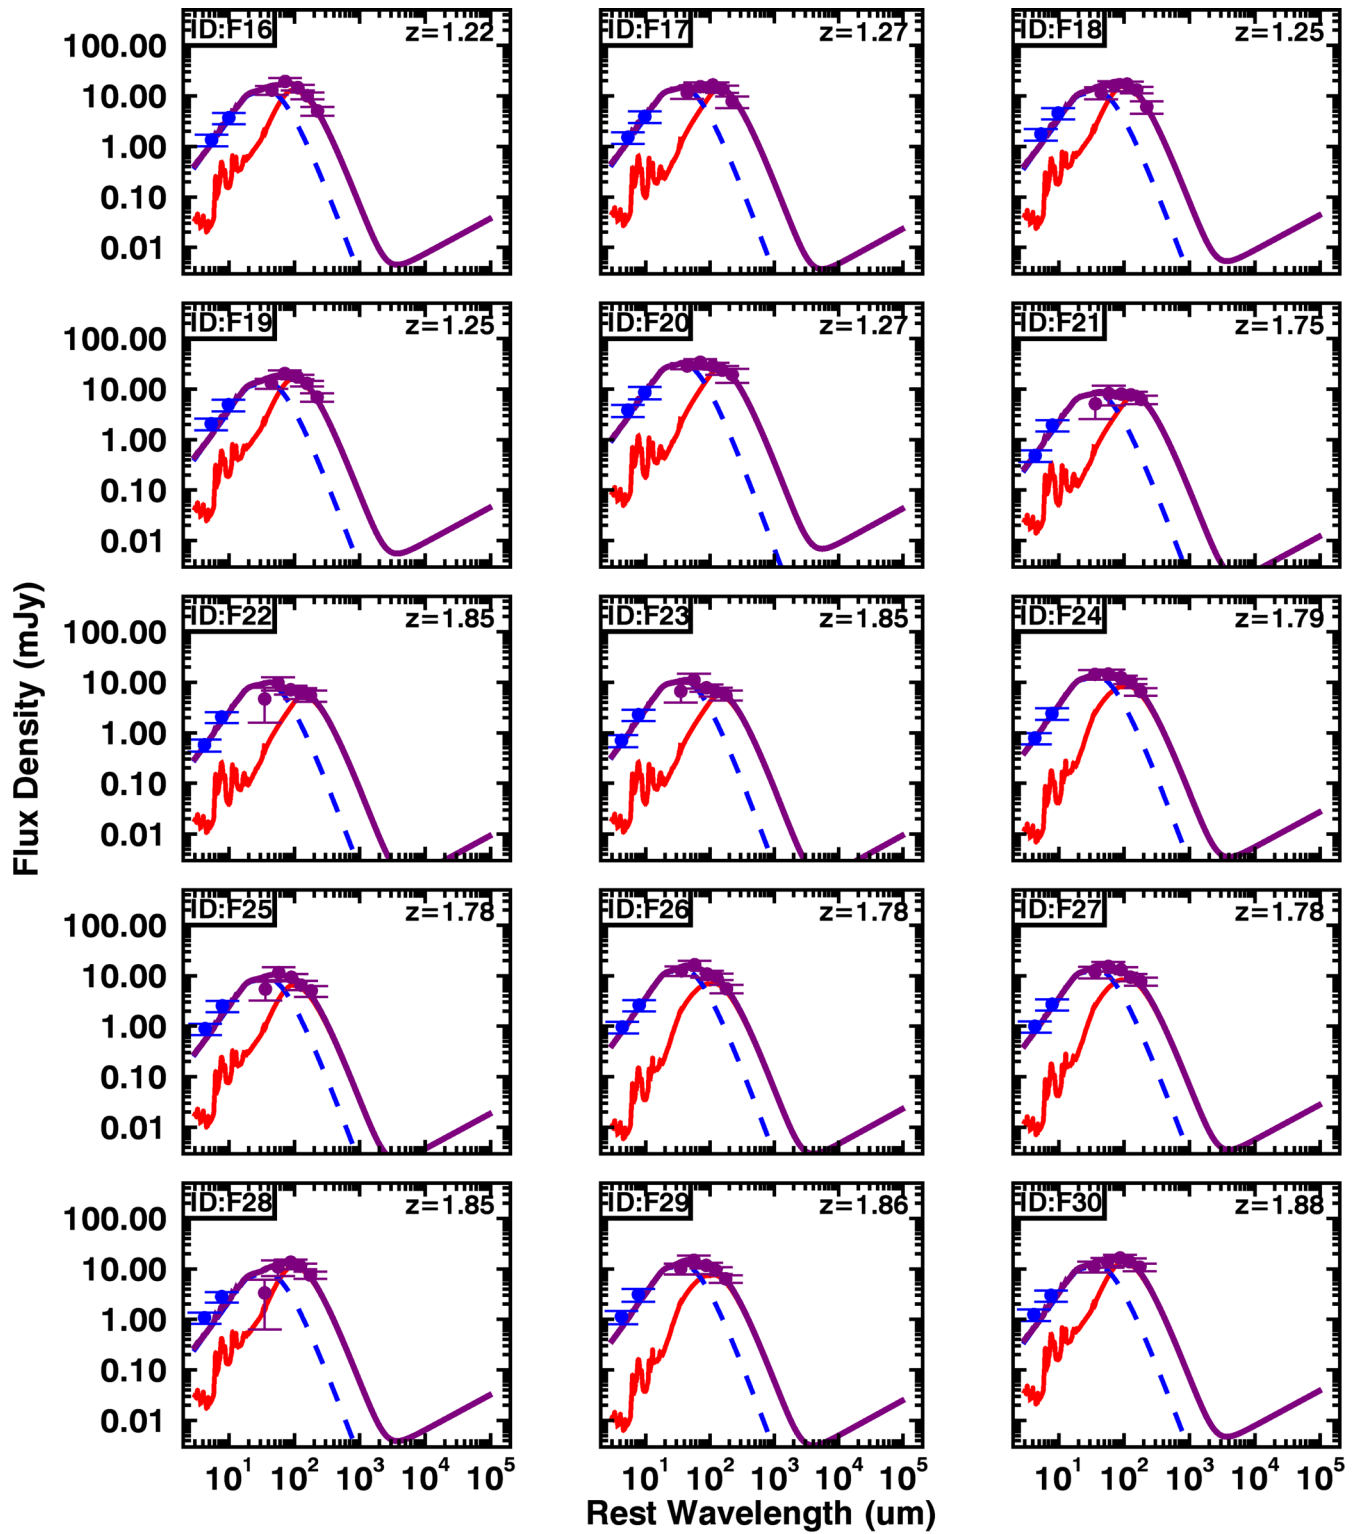 ID:F16 z=1.22
ID:F17 z=1.27
ID:F18 z=1.25
100.00
10.00
1.00
0.10
0.01
ID:F19 z=1.25
ID:F20 z=1.27
ID:F21 z=1.75
100.00
10.00
1.00
0.10
0.01
ID:F22 z=1.85
ID:F23 z=1.85
ID:F24 z=1.79
100.00
10.00
1.00
0.10
0.01
Flux Density (mJy)
ID:F25 z=1.78
ID:F26 z=1.78
ID:F27 z=1.78
100.00
10.00
1.00
0.10
0.01
ID:F28 z=1.85
ID:F29 z=1.86
ID:F30 z=1.88
100.00
10.00
1.00
0.10
0.01
10¹ 10² 10³ 10⁴ 10⁵
10¹ 10² 10³ 10⁴ 10⁵
10¹ 10² 10³ 10⁴ 10⁵
Rest Wavelength (um)